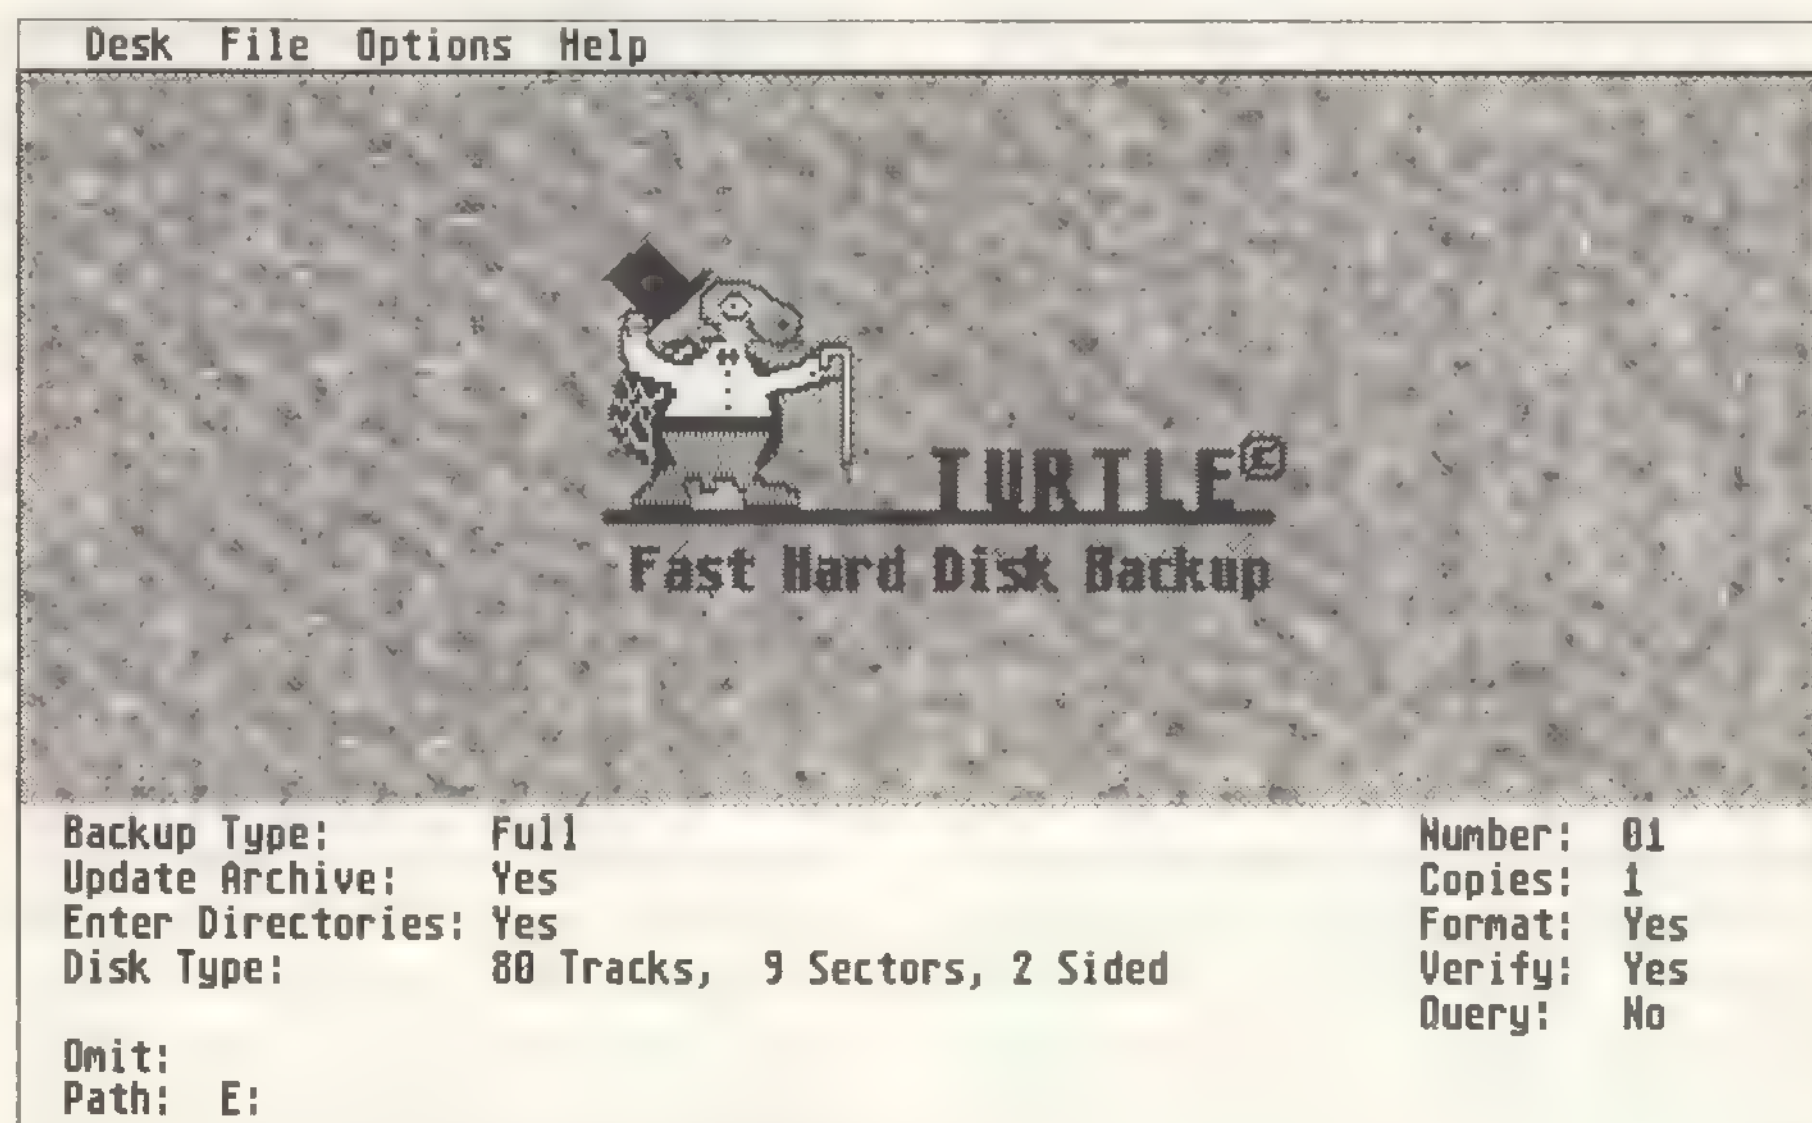 Desk File Options Help
TURTLE©
Fast Hard Disk Backup
Backup Type: Full
Update Archive: Yes
Enter Directories: Yes
Disk Type: 80 Tracks, 9 Sectors, 2 Sided
Omit:
Path: E:
Number: 01
Copies: 1
Format: Yes
Verify: Yes
Query: No